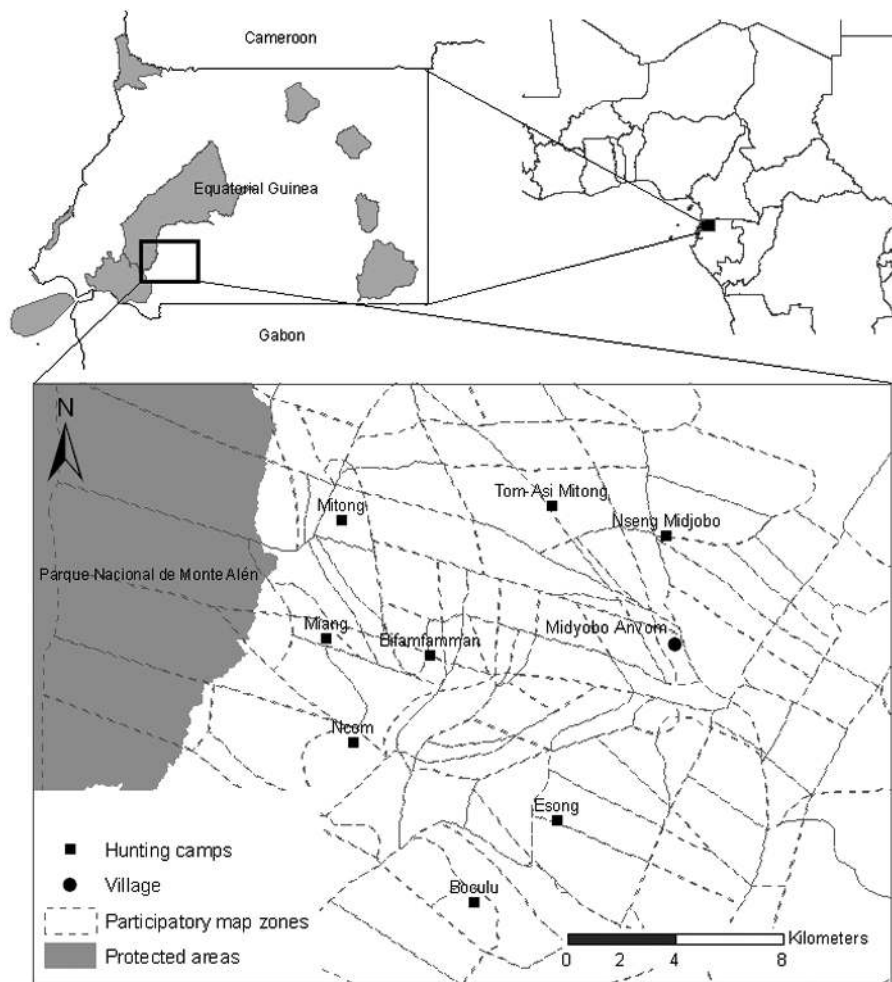 Cameroon
Equatorial Guinea
Gabon
N
Tom-Asi Mitong
Mitong
Nseng Midjobo
Parque Nacional de Monte Alén
Miang
Bifamfamman
Midyobo Anvom
Ncom
Esong
Boculu
Hunting camps
Village
Participatory map zones
Protected areas
Kilometers
0 2 4 8